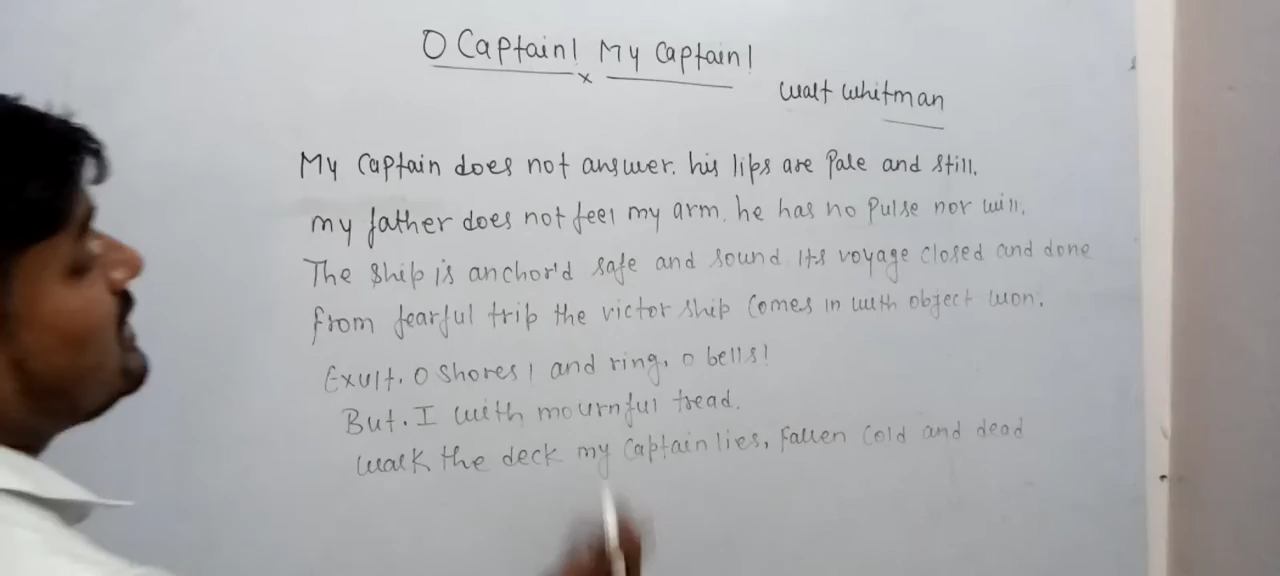 O Captain! My Captain!
Walt Whitman
My Captain does not answer. his lips are Pale and still.
my father does not feel my arm. he has no Pulse nor will.
The Ship is anchor'd safe and sound its voyage closed and done
from fearful trip the victor ship Comes in with object won.
Exult. O Shores! and ring. O bells!
But. I with mournful tread.
Walk the deck my Captain lies, Fallen Cold and dead